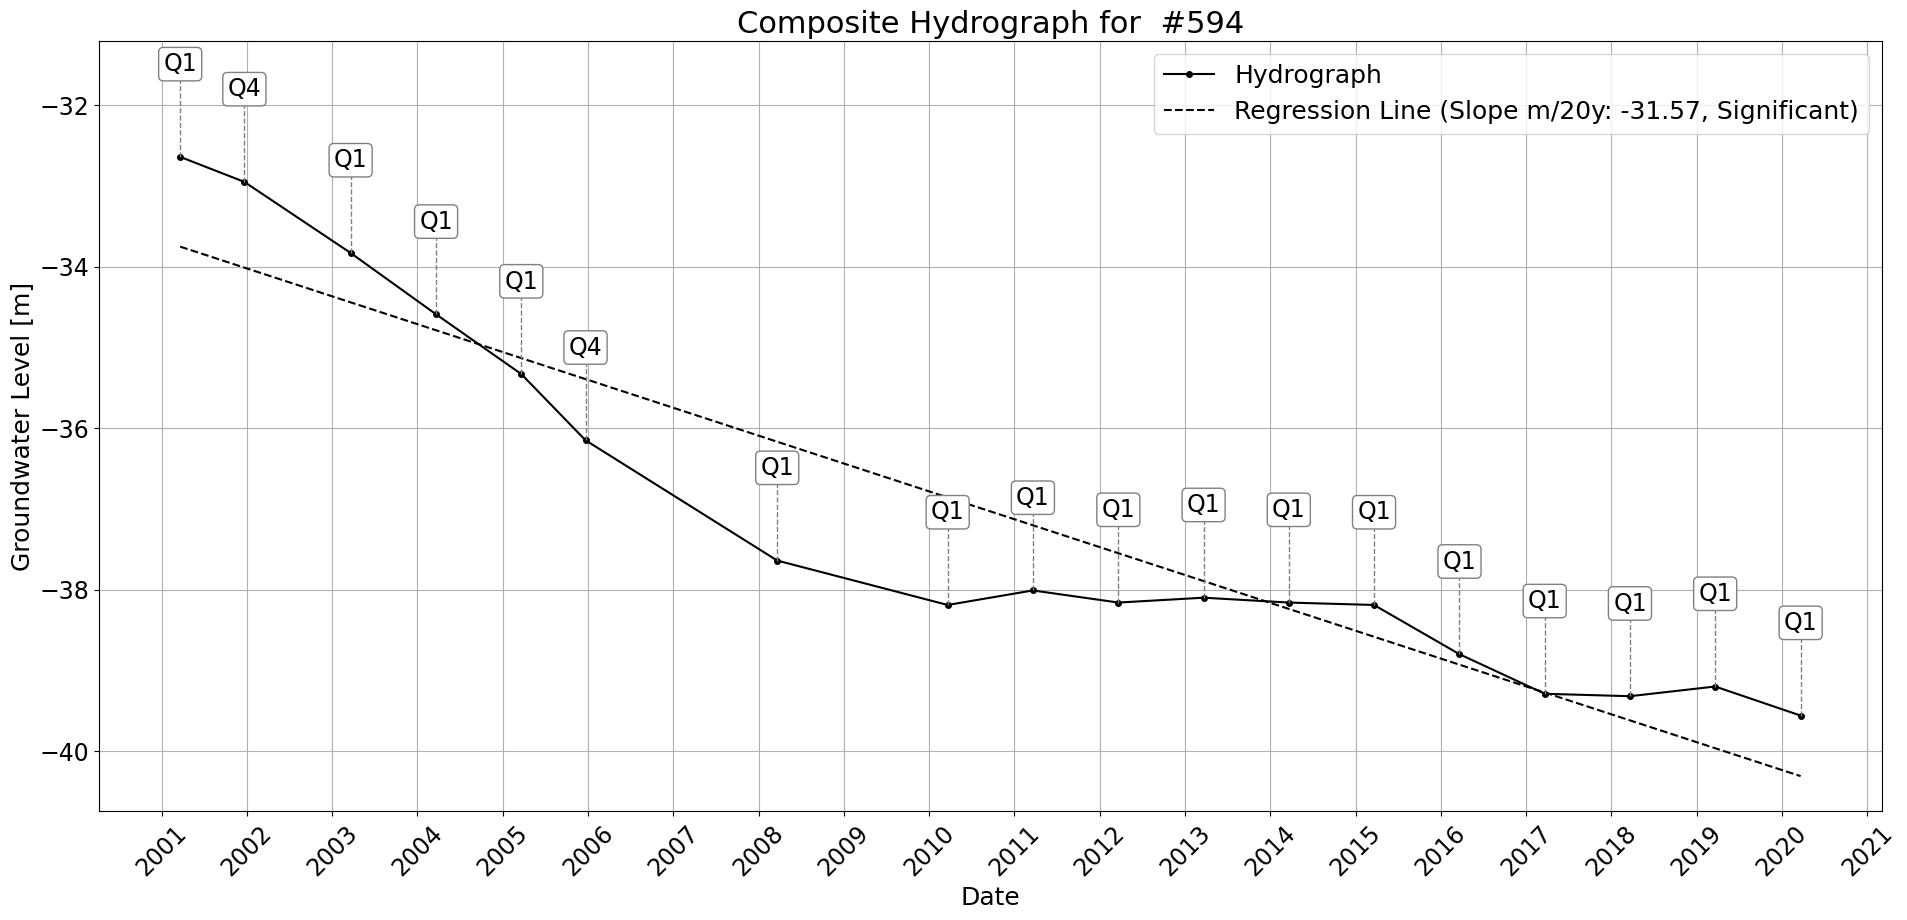 Composite Hydrograph for  #594
Hydrograph
Regression Line (Slope m/20y: -31.57, Significant)
Q1
Q4
Q1
Q1
Q1
Q4
Q1
Q1
Q1
Q1
Q1
Q1
Q1
Q1
Q1
Q1
Q1
Q1
Groundwater Level [m]
−32
−34
−36
−38
−40
2001
2002
2003
2004
2005
2006
2007
2008
2009
2010
2011
2012
2013
2014
2015
2016
2017
2018
2019
2020
2021
Date